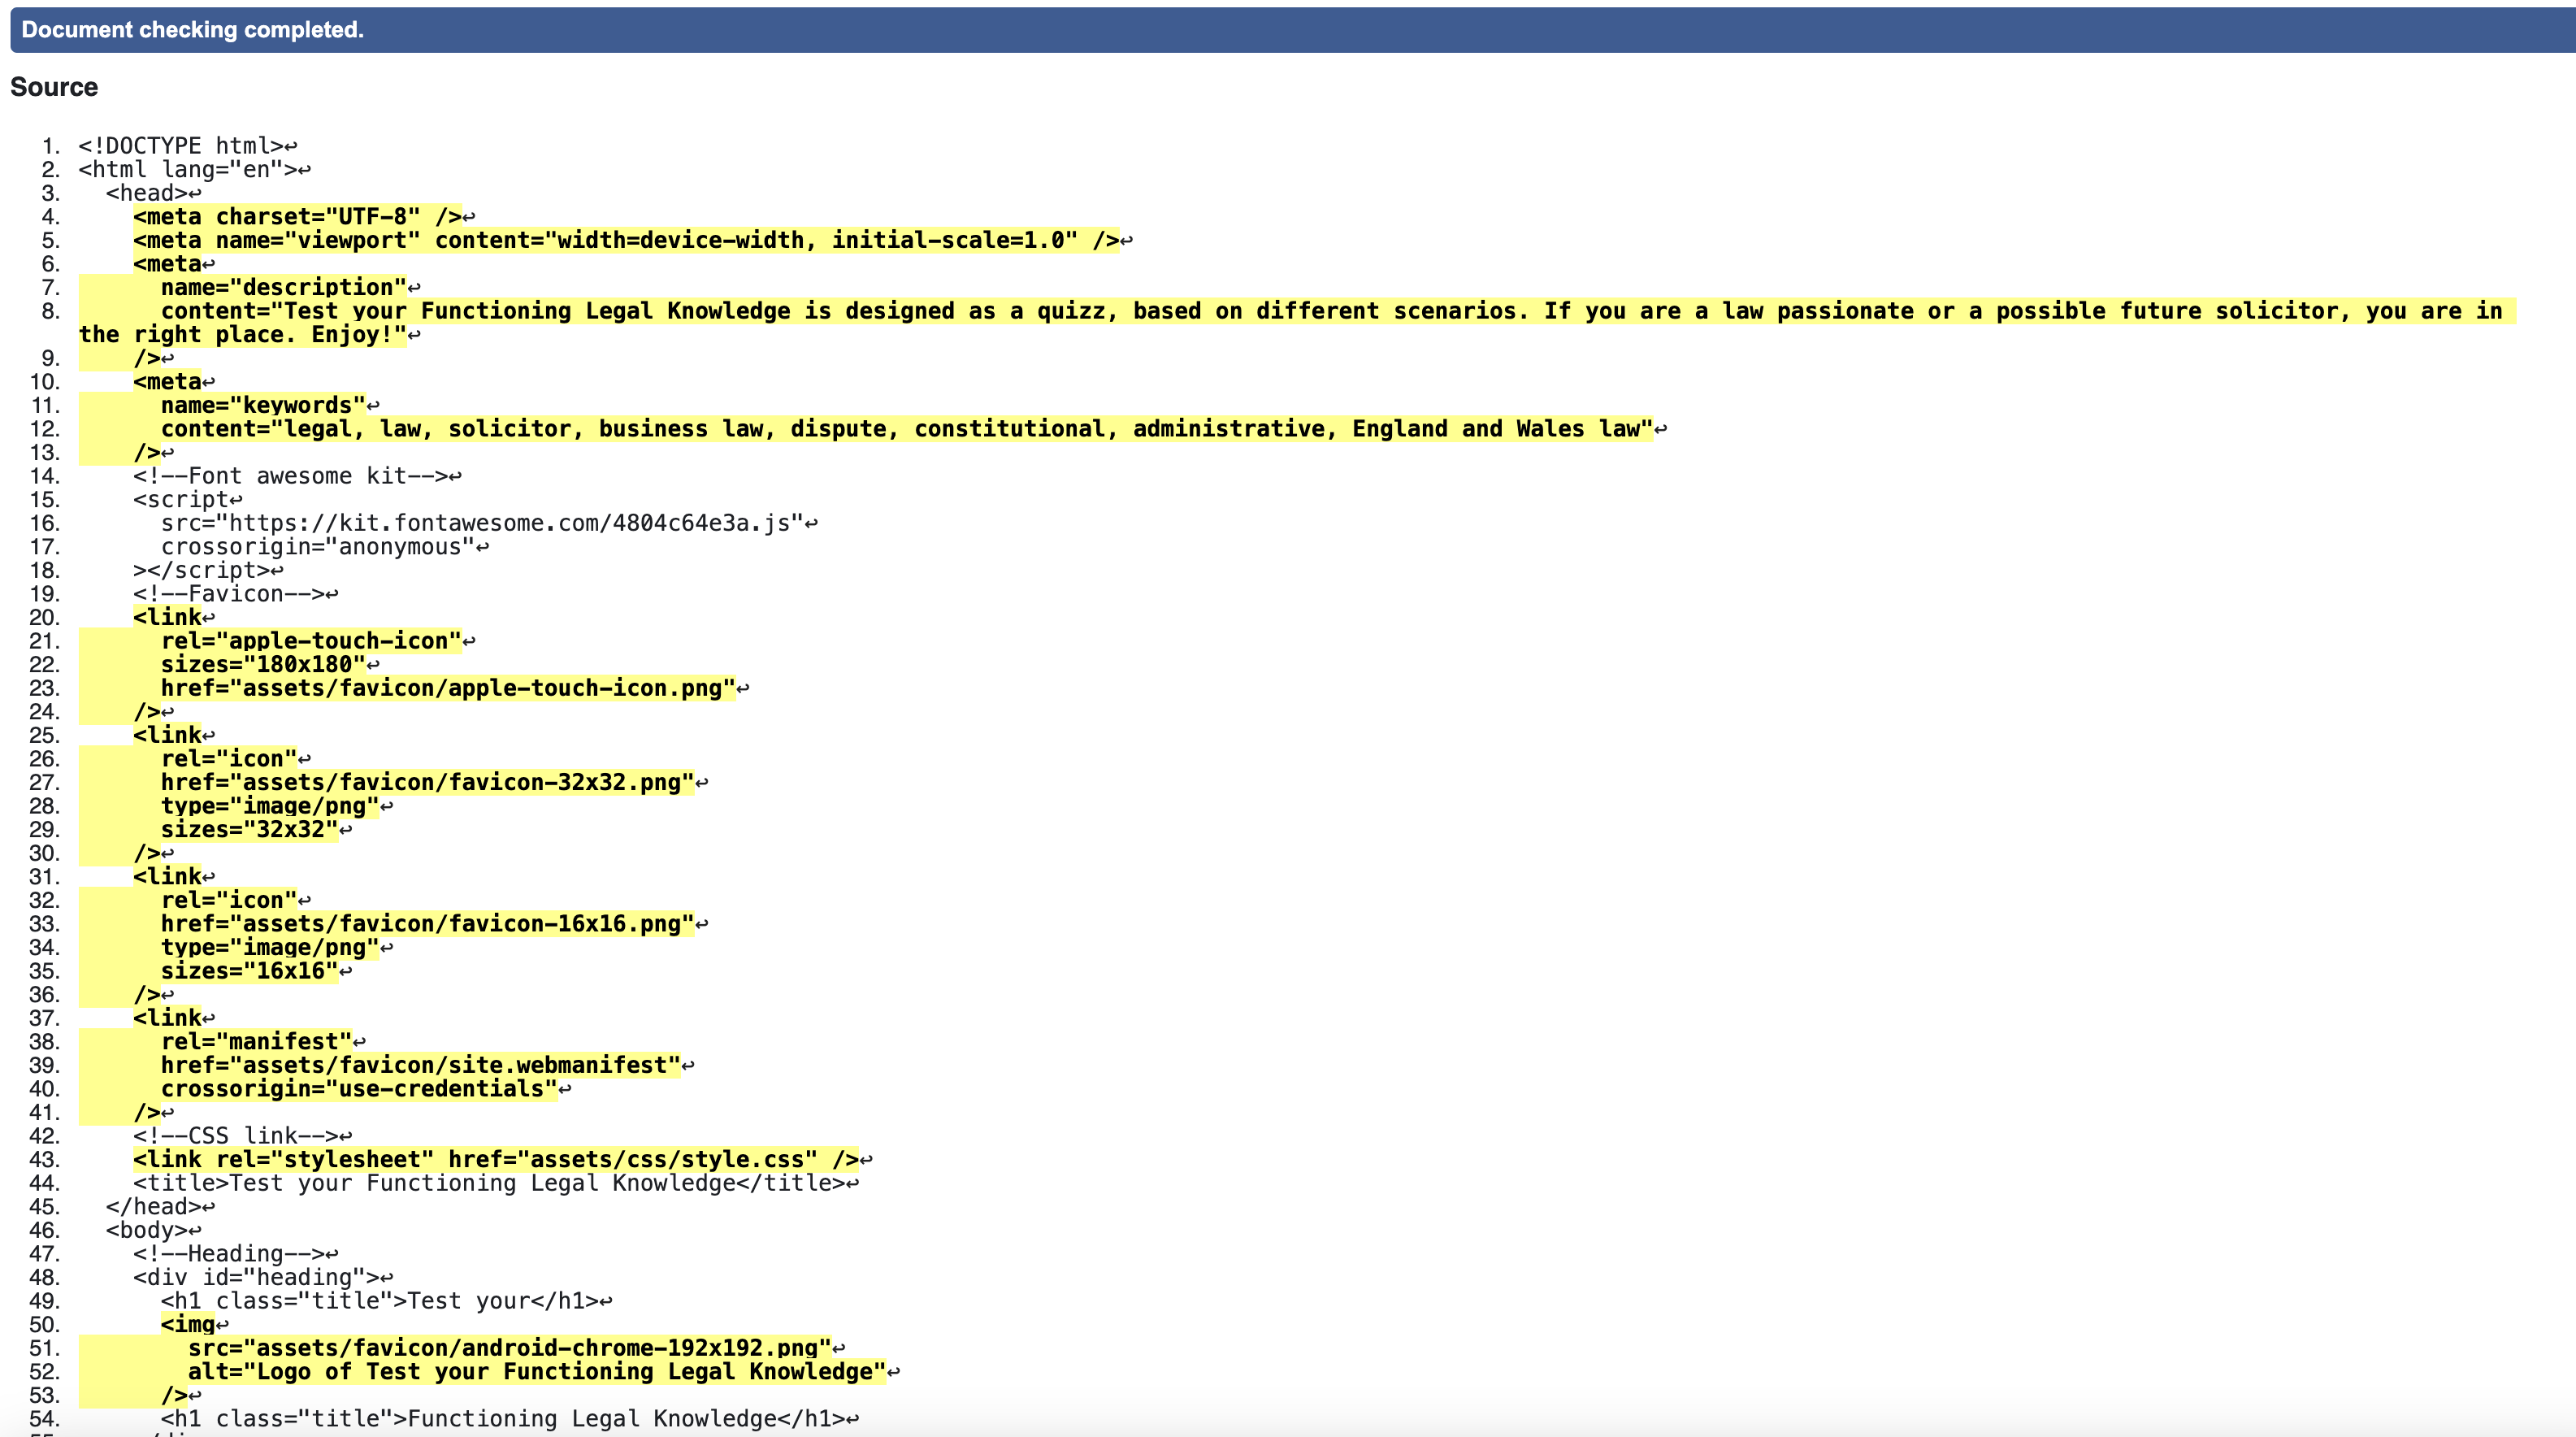 Document checking completed.
Source
1. <!DOCTYPE html>↩
2. <html lang="en">↩
3. <head>↩
4. <meta charset="UTF-8" />↩
5. <meta name="viewport" content="width=device-width, initial-scale=1.0" />↩
6. <meta↩
7. name="description"↩
8. content="Test your Functioning Legal Knowledge is designed as a quizz, based on different scenarios. If you are a law passionate or a possible future solicitor, you are in
the right place. Enjoy!"↩
9. />↩
10. <meta↩
11. name="keywords"↩
12. content="legal, law, solicitor, business law, dispute, constitutional, administrative, England and Wales law"↩
13. />↩
14. <!--Font awesome kit-->↩
15. <script↩
16. src="https://kit.fontawesome.com/4804c64e3a.js"↩
17. crossorigin="anonymous"↩
18. ></script>↩
19. <!--Favicon-->↩
20. <link↩
21. rel="apple-touch-icon"↩
22. sizes="180x180"↩
23. href="assets/favicon/apple-touch-icon.png"↩
24. />↩
25. <link↩
26. rel="icon"↩
27. href="assets/favicon/favicon-32x32.png"↩
28. type="image/png"↩
29. sizes="32x32"↩
30. />↩
31. <link↩
32. rel="icon"↩
33. href="assets/favicon/favicon-16x16.png"↩
34. type="image/png"↩
35. sizes="16x16"↩
36. />↩
37. <link↩
38. rel="manifest"↩
39. href="assets/favicon/site.webmanifest"↩
40. crossorigin="use-credentials"↩
41. />↩
42. <!--CSS link-->↩
43. <link rel="stylesheet" href="assets/css/style.css" />↩
44. <title>Test your Functioning Legal Knowledge</title>↩
45. </head>↩
46. <body>↩
47. <!--Heading-->↩
48. <div id="heading">↩
49. <h1 class="title">Test your</h1>↩
50. <img↩
51. src="assets/favicon/android-chrome-192x192.png"↩
52. alt="Logo of Test your Functioning Legal Knowledge"↩
53. />↩
54. <h1 class="title">Functioning Legal Knowledge</h1>↩